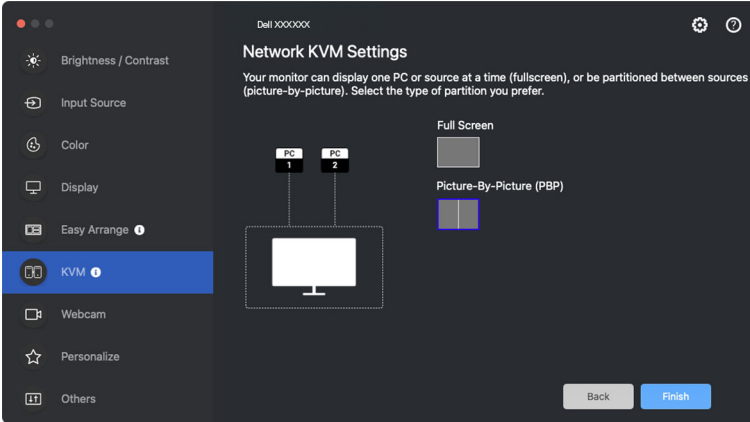 Dell XXXXXX
Network KVM Settings
Your monitor can display one PC or source at a time (fullscreen), or be partitioned between sources
(picture-by-picture). Select the type of partition you prefer.
Brightness / Contrast
Input Source
Color
Display
Easy Arrange
KVM
Webcam
Personalize
Others
PC
1
PC
2
Full Screen
Picture-By-Picture (PBP)
Back
Finish